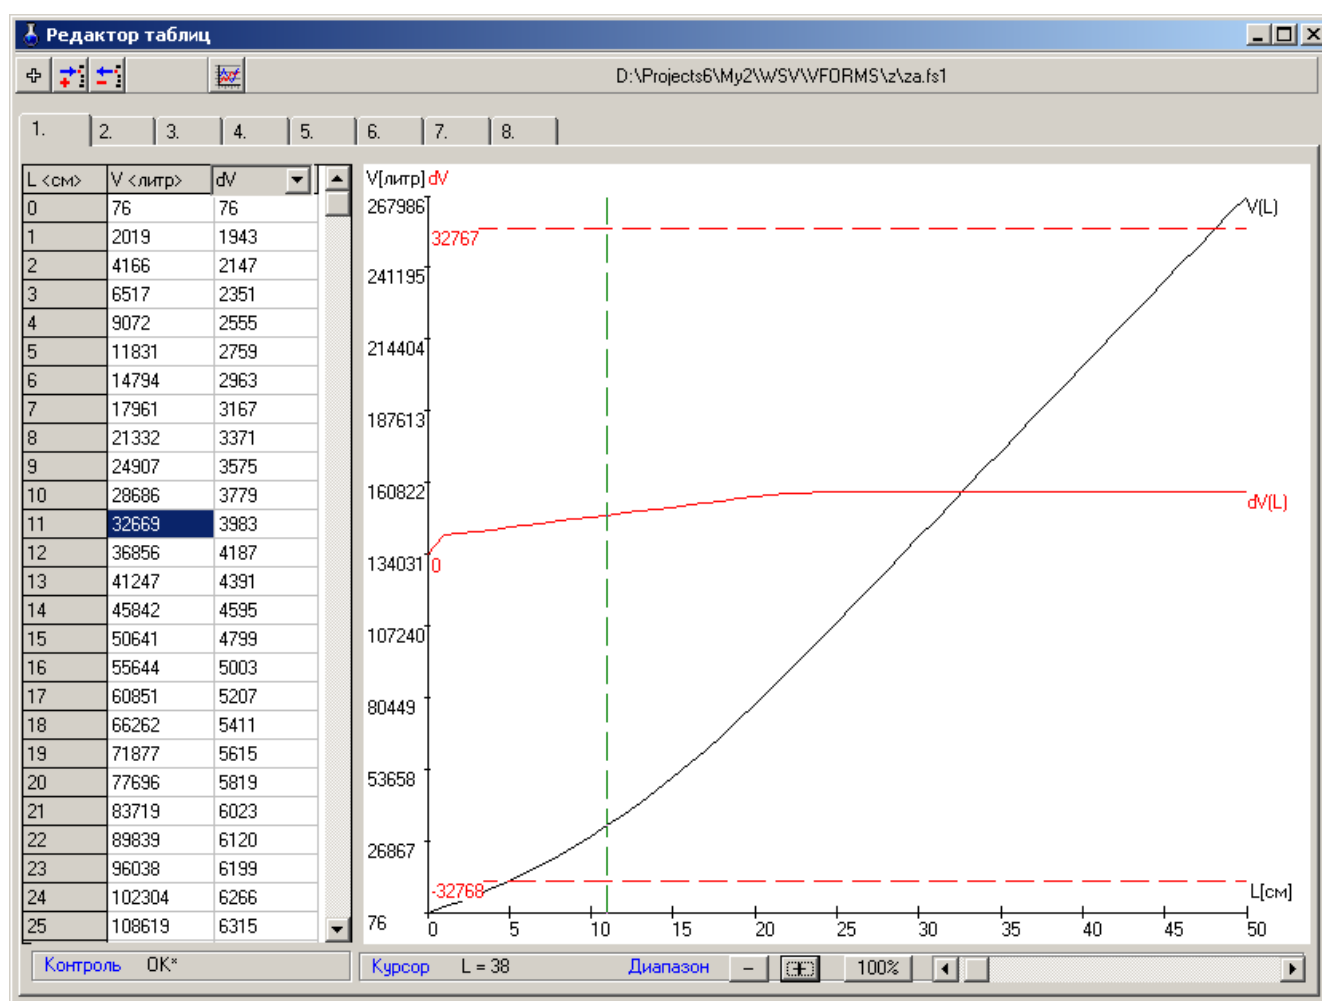 Редактор таблиц
D:\Projects6\My2\WSV\VFORMS\z\za.fs1
1. 2. 3. 4. 5. 6. 7. 8.
L <см> V <литр> dV
0 76 76
1 2019 1943
2 4166 2147
3 6517 2351
4 9072 2555
5 11831 2759
6 14794 2963
7 17961 3167
8 21332 3371
9 24907 3575
10 28686 3779
11 32669 3983
12 36856 4187
13 41247 4391
14 45842 4595
15 50641 4799
16 55644 5003
17 60851 5207
18 66262 5411
19 71877 5615
20 77696 5819
21 83719 6023
22 89839 6120
23 96038 6199
24 102304 6266
25 108619 6315
V[литр] dV
267986 V(L)
32767
241195
214404
187613
160822
dV(L)
134031 0
107240
80449
53658
26867
-32768 L[см]
76
0 5 10 15 20 25 30 35 40 45 50
Контроль OK*
Курсор L = 38 Диапазон - + 100%